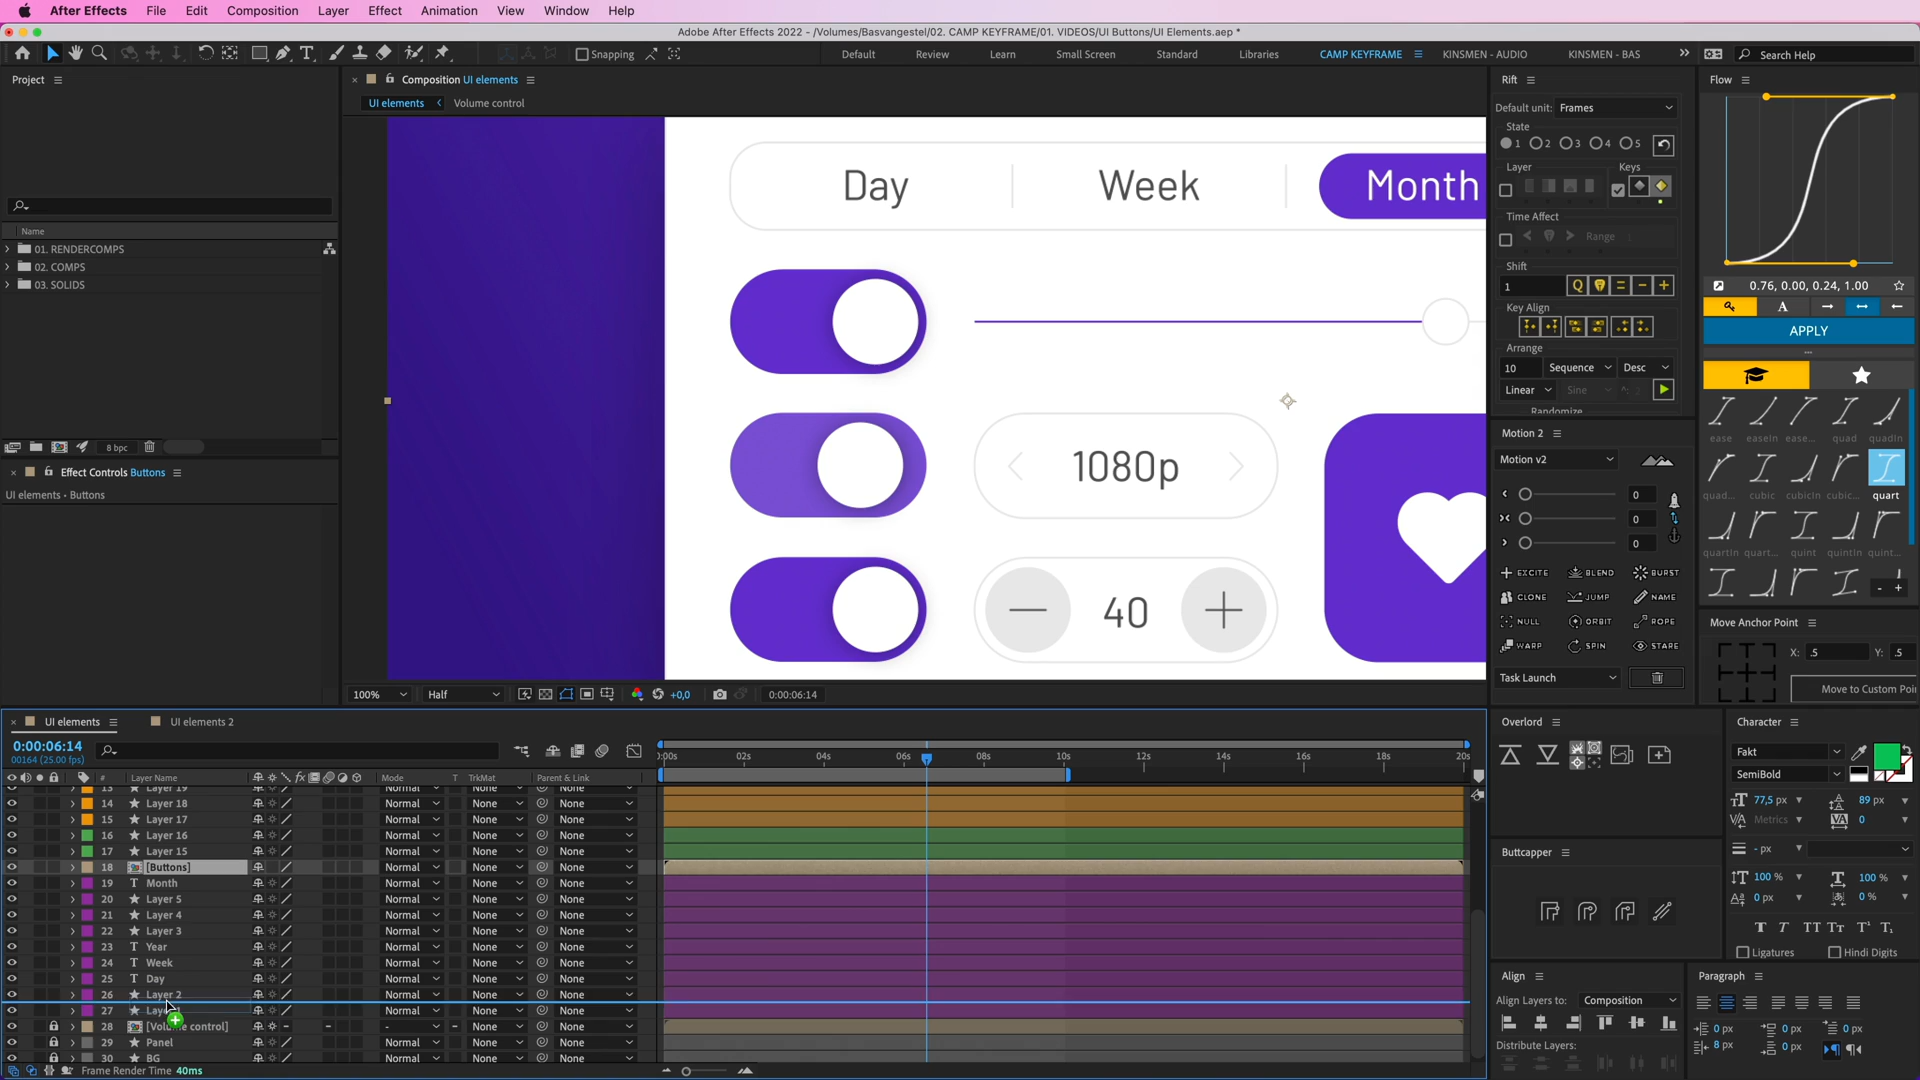 After Effects File Edit Composition Layer Effect Animation View Window Help
Adobe After Effects 2022 - /Volumes/Basvangestel/02. CAMP KEYFRAME/01. VIDEOS/UI Buttons/UI Elements.aep *
Snapping
Default Review Learn Small Screen Standard Libraries CAMP KEYFRAME KINSMEN - AUDIO KINSMEN - BAS Search Help
Project
Name
01. RENDERCOMPS
02. COMPS
03. SOLIDS
8 bpc
Effect Controls Buttons
UI elements • Buttons
Composition UI elements
UI elements Volume control
Day Week Month
1080p
40
100% Half +0,0 0:00:06:14
Rift
Default unit: Frames
State
1 2 3 4 5
Layer Keys
Time Affect
Range
Shift
1
Key Align
Arrange
10 Sequence Desc
Linear Sine
Randomize
Motion 2
Motion v2
0
0
0
EXCITE BLEND BURST
CLONE JUMP NAME
NULL ORBIT ROPE
WARP SPIN STARE
Task Launch
Flow
0.76, 0.00, 0.24, 1.00
A
APPLY
ease easeIn ease... quad quadIn
quad... cubic cubicIn cubic... quart
quartIn quart... quint quintIn quint...
Move Anchor Point
X: .5 Y: .5
Move to Custom Poi
UI elements UI elements 2
0:00:06:14
00164 (25.00 fps)
:00s 02s 04s 06s 08s 10s 12s 14s 16s 18s 20s
# Layer Name Mode T TrkMat Parent & Link
13 Layer 19 Normal None None
14 Layer 18 Normal None None
15 Layer 17 Normal None None
16 Layer 16 Normal None None
17 Layer 15 Normal None None
18 [Buttons] Normal None None
19 Month Normal None None
20 Layer 5 Normal None None
21 Layer 4 Normal None None
22 Layer 3 Normal None None
23 Year Normal None None
24 Week Normal None None
25 Day Normal None None
26 Layer 2 Normal None None
27 Normal None None
28 [Volume control] - None
29 Panel Normal None None
30 BG Normal None None
Frame Render Time 40ms
Overlord
Buttcapper
Align
Align Layers to: Composition
Distribute Layers:
Character
Fakt
SemiBold
77,5 px 89 px
Metrics 0
- px
100 % 100 %
0 px 0 %
T T TT Tт T¹ T₁
Ligatures Hindi Digits
Paragraph
0 px 0 px 0 px
8 px 0 px